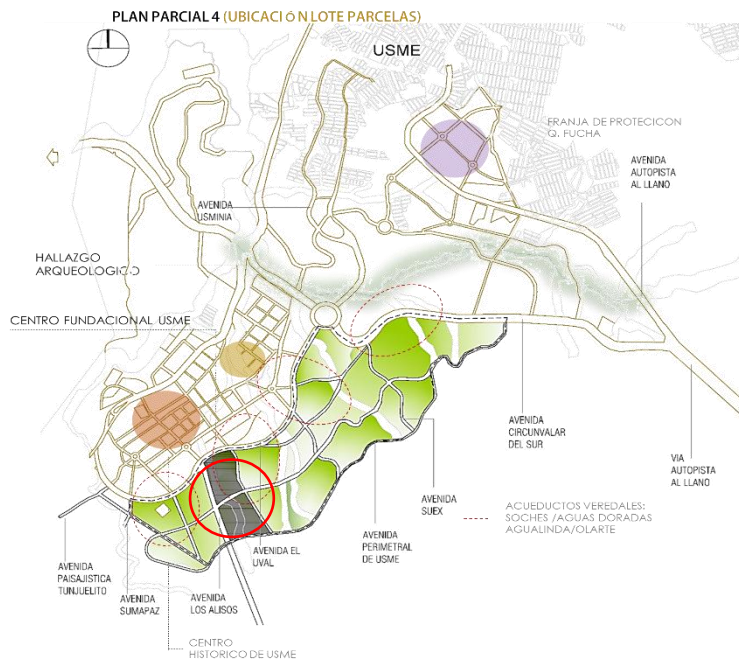 PLAN PARCIAL 4 (UBICACIÓN LOTE PARCELAS)
USME
FRANJA DE PROTECICON
Q. FUCHA
AVENIDA
AUTOPISTA
AL LLANO
AVENIDA
USMINIA
HALLAZGO
ARQUEOLOGICO
CENTRO FUNDACIONAL USME
AVENIDA
CIRCUNVALAR
DEL SUR
VIA
AUTOPISTA
AL LLANO
AVENIDA
SUEX
ACUEDUCTOS VEREDALES:
SOCHES /AGUAS DORADAS
AGUALINDA/OLARTE
AVENIDA
PERIMETRAL
DE USME
AVENIDA EL
UVAL
AVENIDA
PAISAJISTICA
TUNJUELITO
AVENIDA
SUMAPAZ
AVENIDA
LOS ALISOS
CENTRO
HISTORICO DE USME